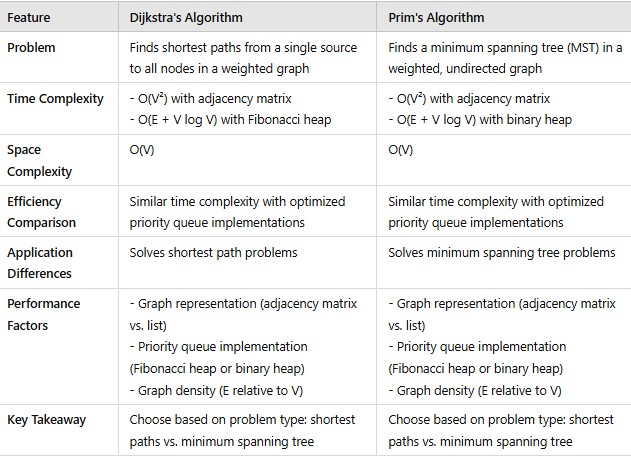 Feature Dijkstra's Algorithm Prim's Algorithm
Problem
Finds shortest paths from a single source
to all nodes in a weighted graph
Finds a minimum spanning tree (MST) in a
weighted, undirected graph
Time Complexity
- O(V²) with adjacency matrix
- O(E + V log V) with Fibonacci heap
- O(V²) with adjacency matrix
- O(E + V log V) with binary heap
Space
Complexity
O(V)
O(V)
Efficiency
Comparison
Similar time complexity with optimized
priority queue implementations
Similar time complexity with optimized
priority queue implementations
Application
Differences
Solves shortest path problems
Solves minimum spanning tree problems
Performance
Factors
- Graph representation (adjacency matrix
vs. list)
- Priority queue implementation
(Fibonacci heap or binary heap)
- Graph density (E relative to V)
- Graph representation (adjacency matrix
vs. list)
- Priority queue implementation
(Fibonacci heap or binary heap)
- Graph density (E relative to V)
Key Takeaway
Choose based on problem type: shortest
paths vs. minimum spanning tree
Choose based on problem type: shortest
paths vs. minimum spanning tree